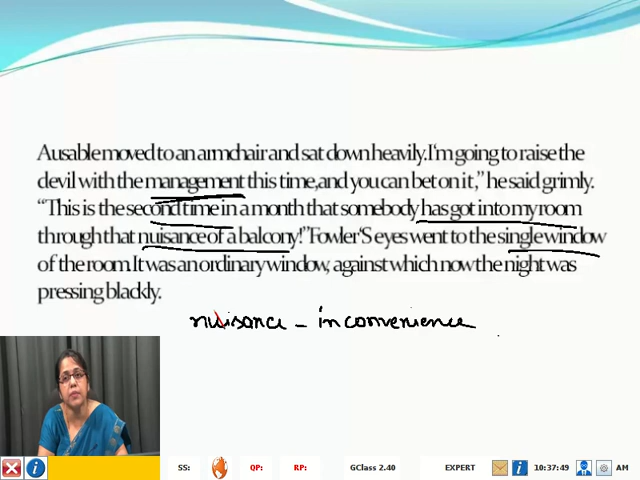 Ausable moved to an armchair and sat down heavily.I'm going to raise the
devil with the management this time,and you can bet on it,” he said grimly.
“This is the second time in a month that somebody has got into my room
through that nuisance of a balcony!”Fowler‘S eyes went to the single window
of the room.It was an ordinary window, against which now the night was
pressing blackly.
nuisance – inconvenience
SS: QP: RP: GClass 2.40 EXPERT 10:37:49 AM